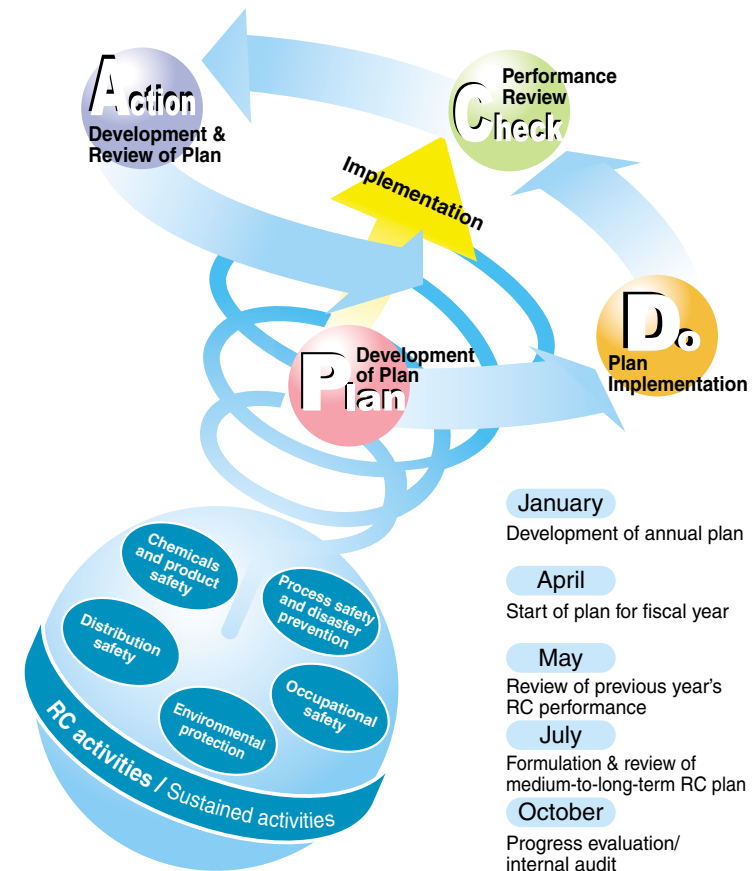 Action
Development &
Review of Plan
Performance
Review
Check
Implementation
Development
of Plan
Plan
Do
Plan
Implementation
Chemicals
and product
safety
Process safety
and disaster
prevention
Distribution
safety
Occupational
safety
Environmental
protection
RC activities / Sustained activities
January
Development of annual plan
April
Start of plan for fiscal year
May
Review of previous year's
RC performance
July
Formulation & review of
medium-to-long-term RC plan
October
Progress evaluation/
internal audit